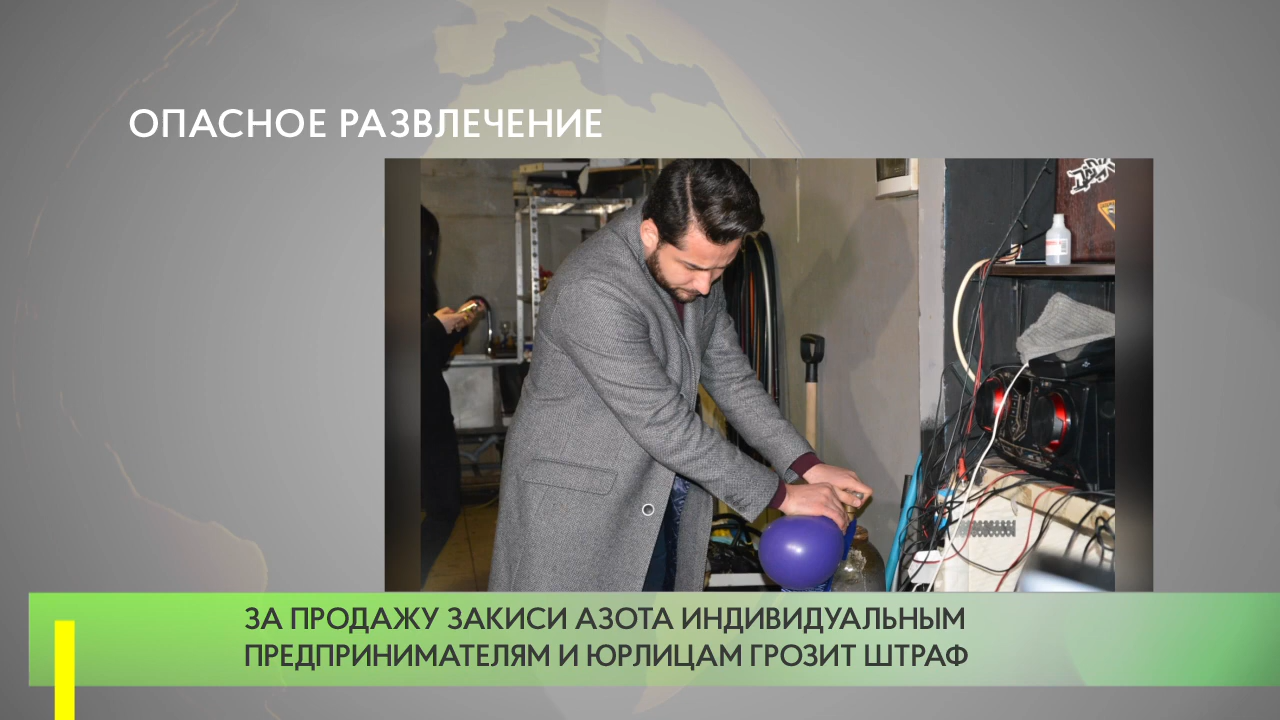 ОПАСНОЕ РАЗВЛЕЧЕНИЕ
ЗА ПРОДАЖУ ЗАКИСИ АЗОТА ИНДИВИДУАЛЬНЫМ
ПРЕДПРИНИМАТЕЛЯМ И ЮРЛИЦАМ ГРОЗИТ ШТРАФ